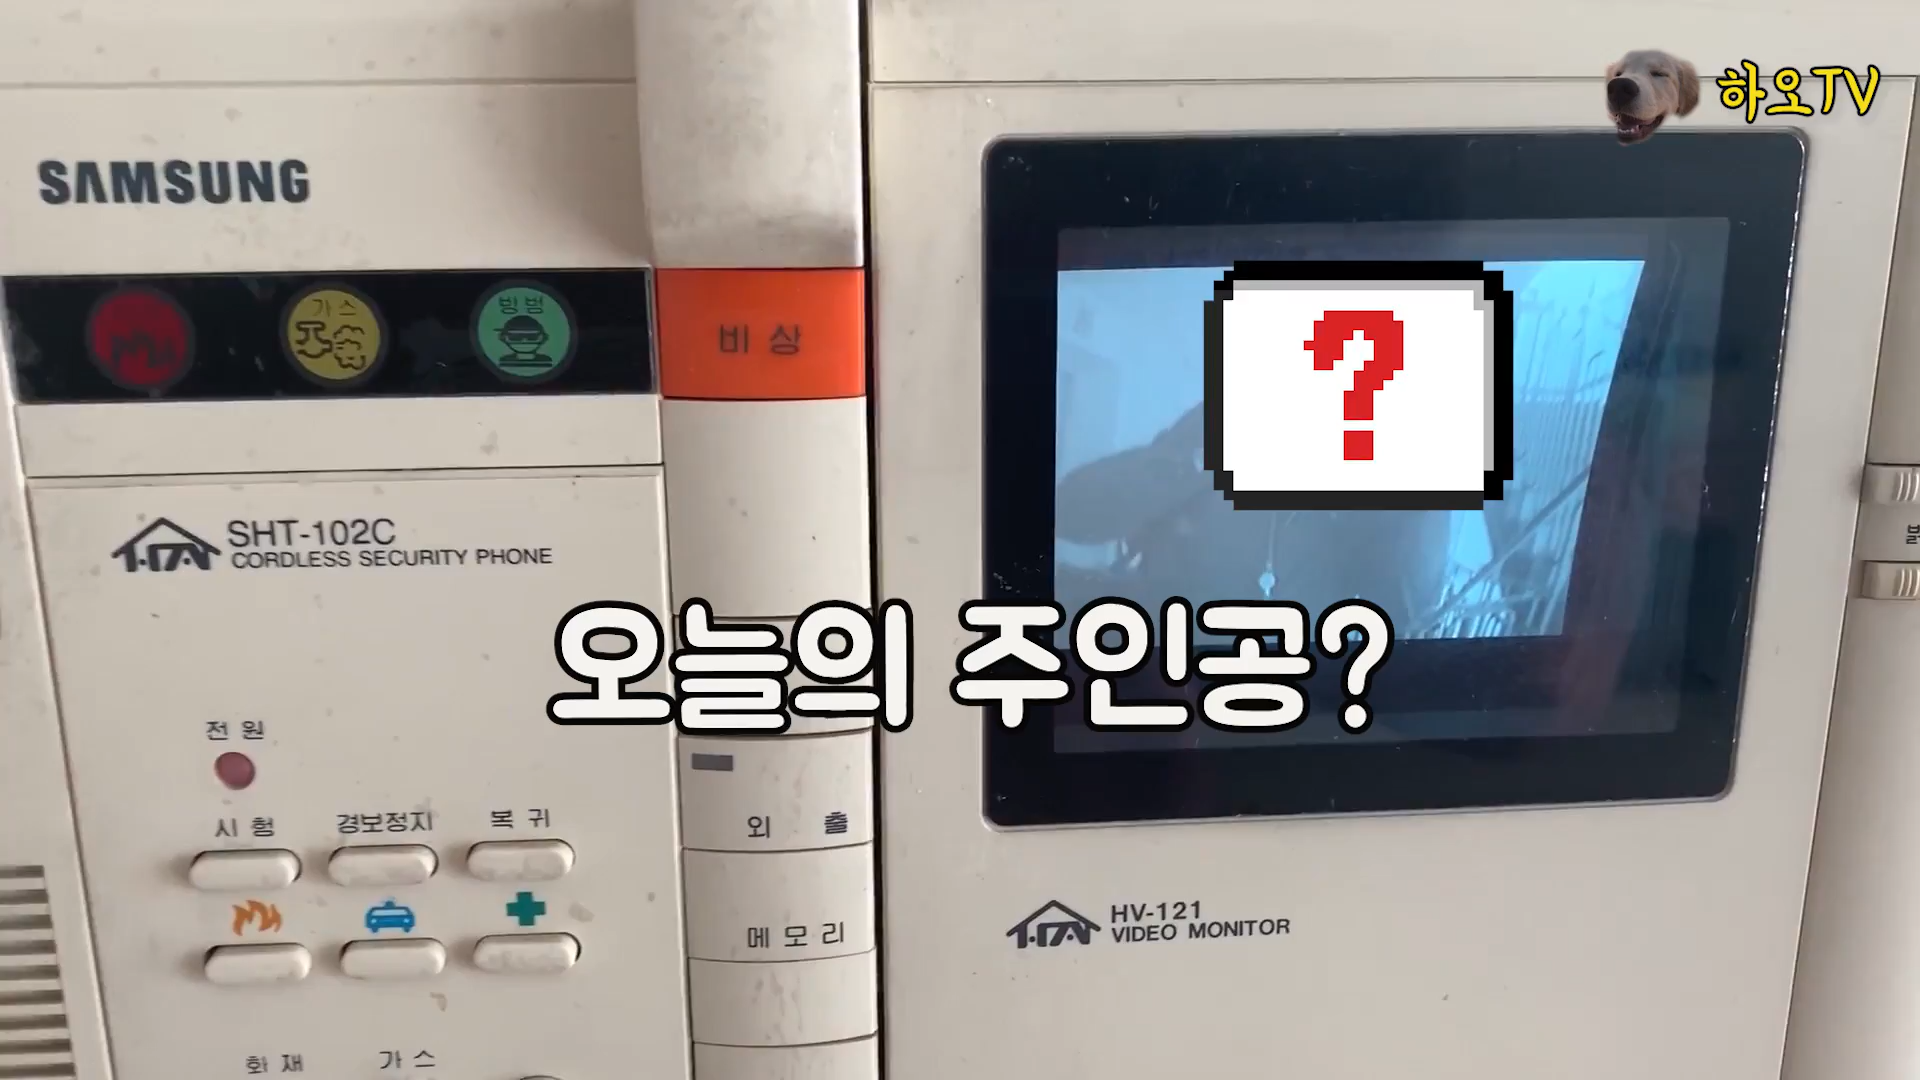 하오TV
SAMSUNG
가스
방범
비상
?
SHT-102C
CORDLESS SECURITY PHONE
오늘의 주인공?
전원
시험 경보정지 복귀
외출
메모리
HV-121
VIDEO MONITOR
화재 가스